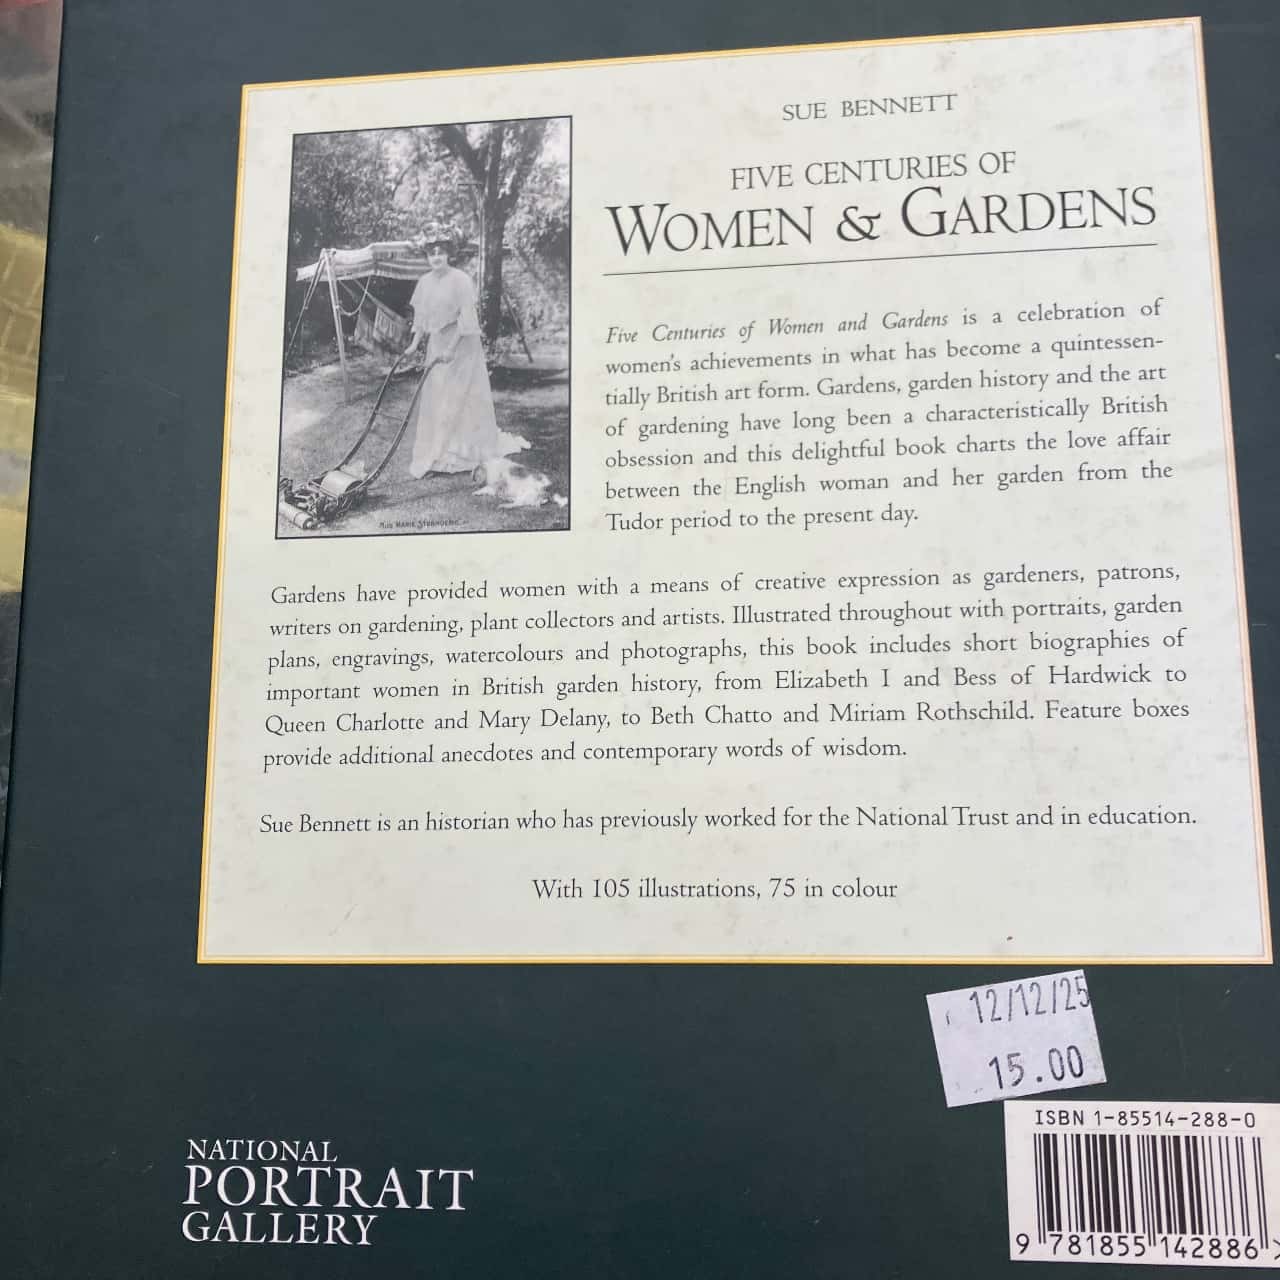 SUE BENNETT
FIVE CENTURIES OF
WOMEN & GARDENS
Five Centuries of Women and Gardens is a celebration of
women's achievements in what has become a quintessen-
tially British art form. Gardens, garden history and the art
of gardening have long been a characteristically British
obsession and this delightful book charts the love affair
between the English woman and her garden from the
Tudor period to the present day.
MISS MARIE
Gardens have provided women with a means of creative expression as gardeners, patrons,
writers on gardening, plant collectors and artists. Illustrated throughout with portraits, garden
plans, engravings, watercolours and photographs, this book includes short biographies of
important women in British garden history, from Elizabeth I and Bess of Hardwick to
Queen Charlotte and Mary Delany, to Beth Chatto and Miriam Rothschild. Feature boxes
provide additional anecdotes and contemporary words of wisdom.
Sue Bennett is an historian who has previously worked for the National Trust and in education.
With 105 illustrations, 75 in colour
12/12/25
15.00
ISBN 1-85514-288-0
9 781855 142886 >
NATIONAL
PORTRAIT
GALLERY